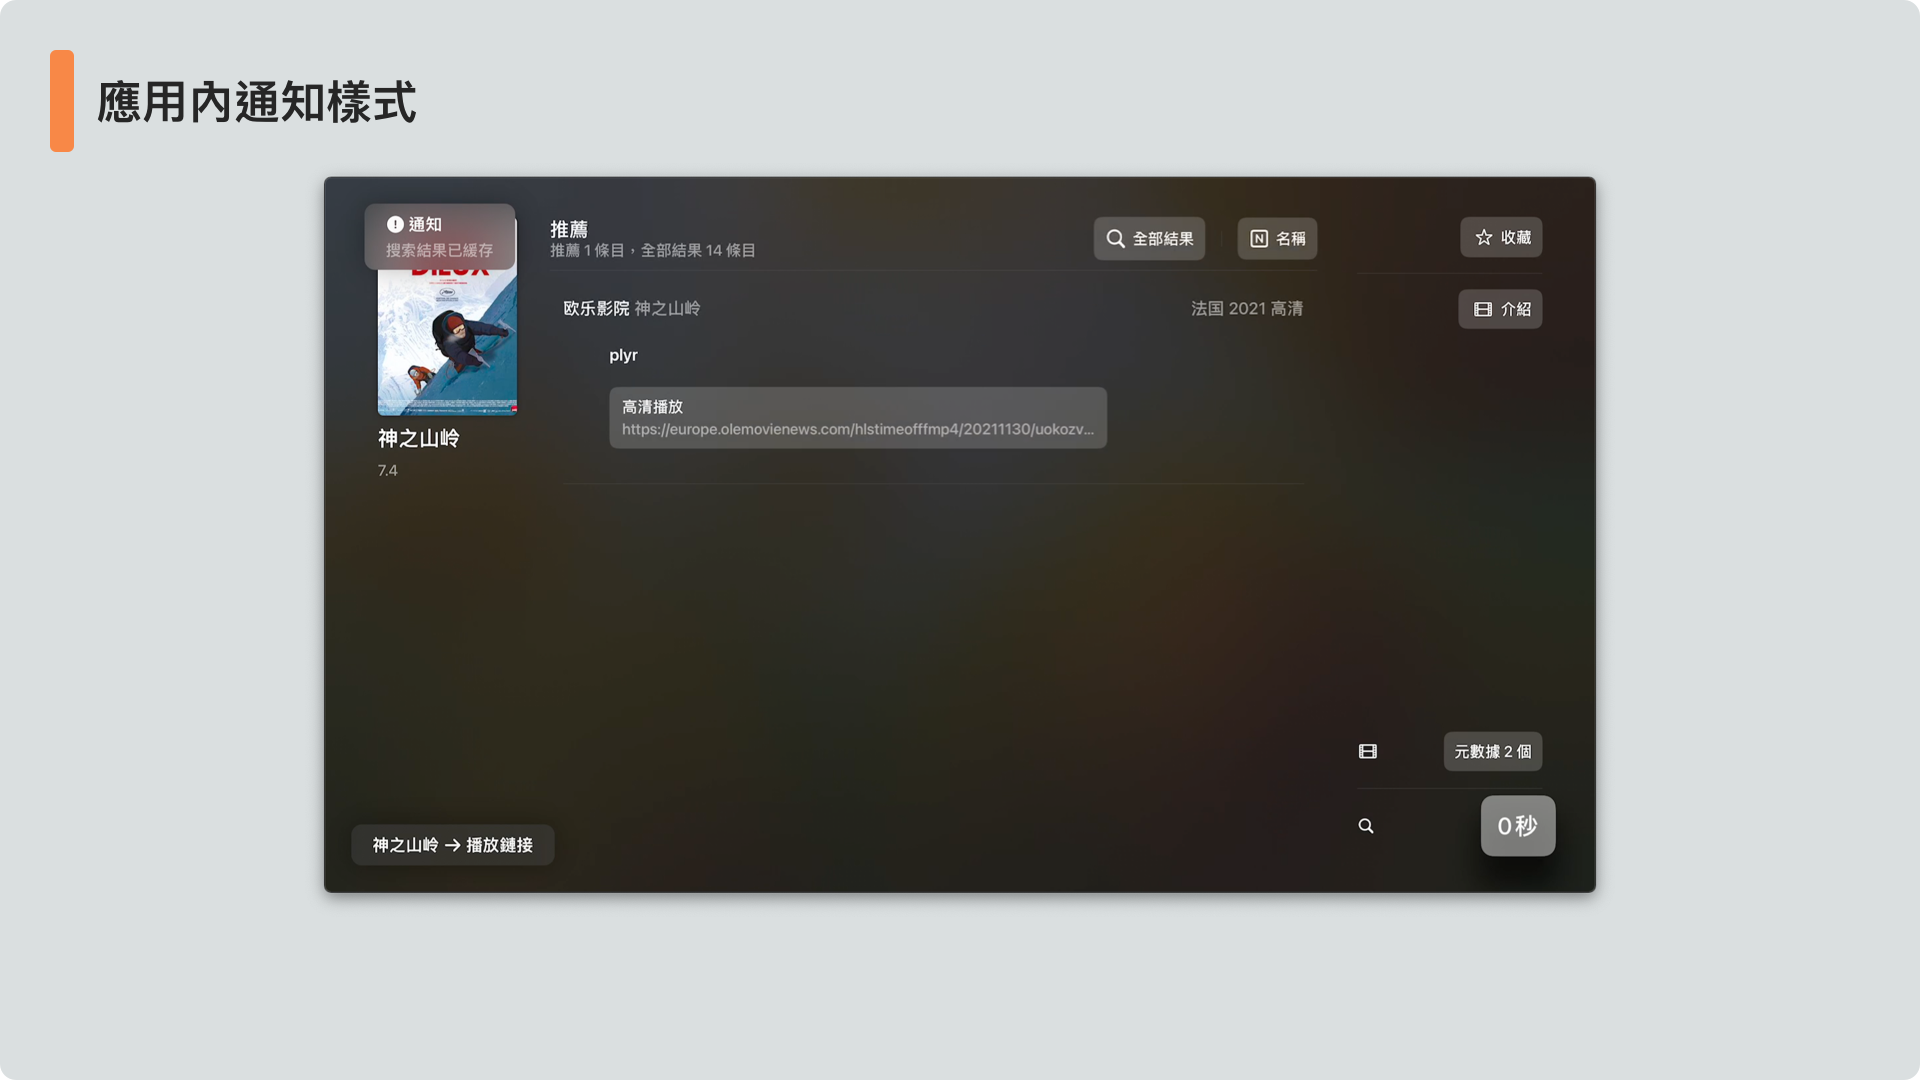 應用內通知樣式
通知
搜索結果已緩存
DIEUX
神之山岭
7.4
推薦
推薦 1 條目，全部結果 14 條目
全部結果
N 名稱
收藏
欧乐影院 神之山岭
法国 2021 高清
介紹
plyr
高清播放
https://europe.olemovienews.com/hlstimeofffmp4/20211130/uokozv...
元數據 2 個
0 秒
神之山岭 → 播放鏈接